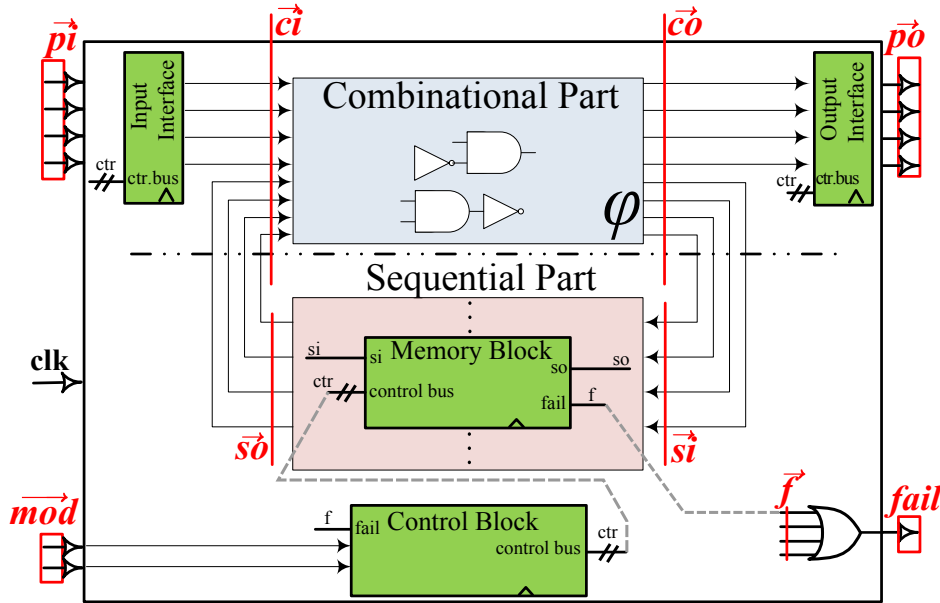 ci
co
pi
po
Input
Interface
ctr
ctr.bus
Combinational Part
φ
Output
Interface
ctr
ctr.bus
Sequential Part
clk
si
si
Memory Block
so
so
ctr
control bus
fail
f
so
si
mod
f
fail
Control Block
control bus
ctr
f
fail